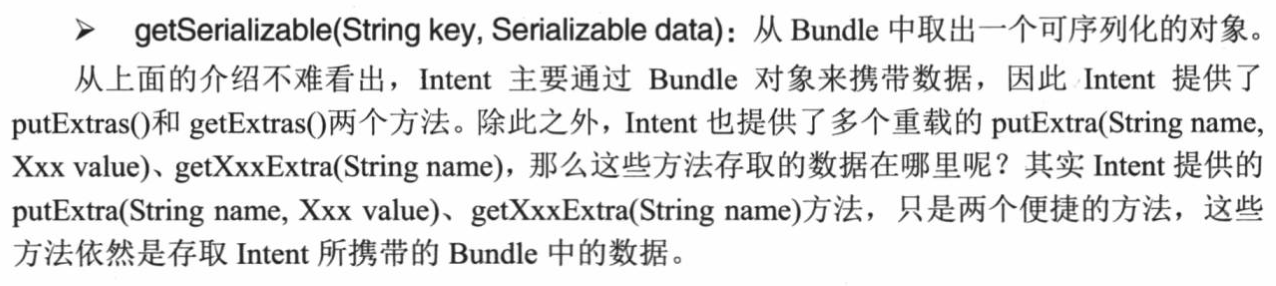 ➢ getSerializable(String key, Serializable data)：从 Bundle 中取出一个可序列化的对象。
从上面的介绍不难看出，Intent 主要通过 Bundle 对象来携带数据，因此 Intent 提供了
putExtras()和 getExtras()两个方法。除此之外，Intent 也提供了多个重载的 putExtra(String name,
Xxx value)、getXxxExtra(String name)，那么这些方法存取的数据在哪里呢？其实 Intent 提供的
putExtra(String name, Xxx value)、getXxxExtra(String name)方法，只是两个便捷的方法，这些
方法依然是存取 Intent 所携带的 Bundle 中的数据。